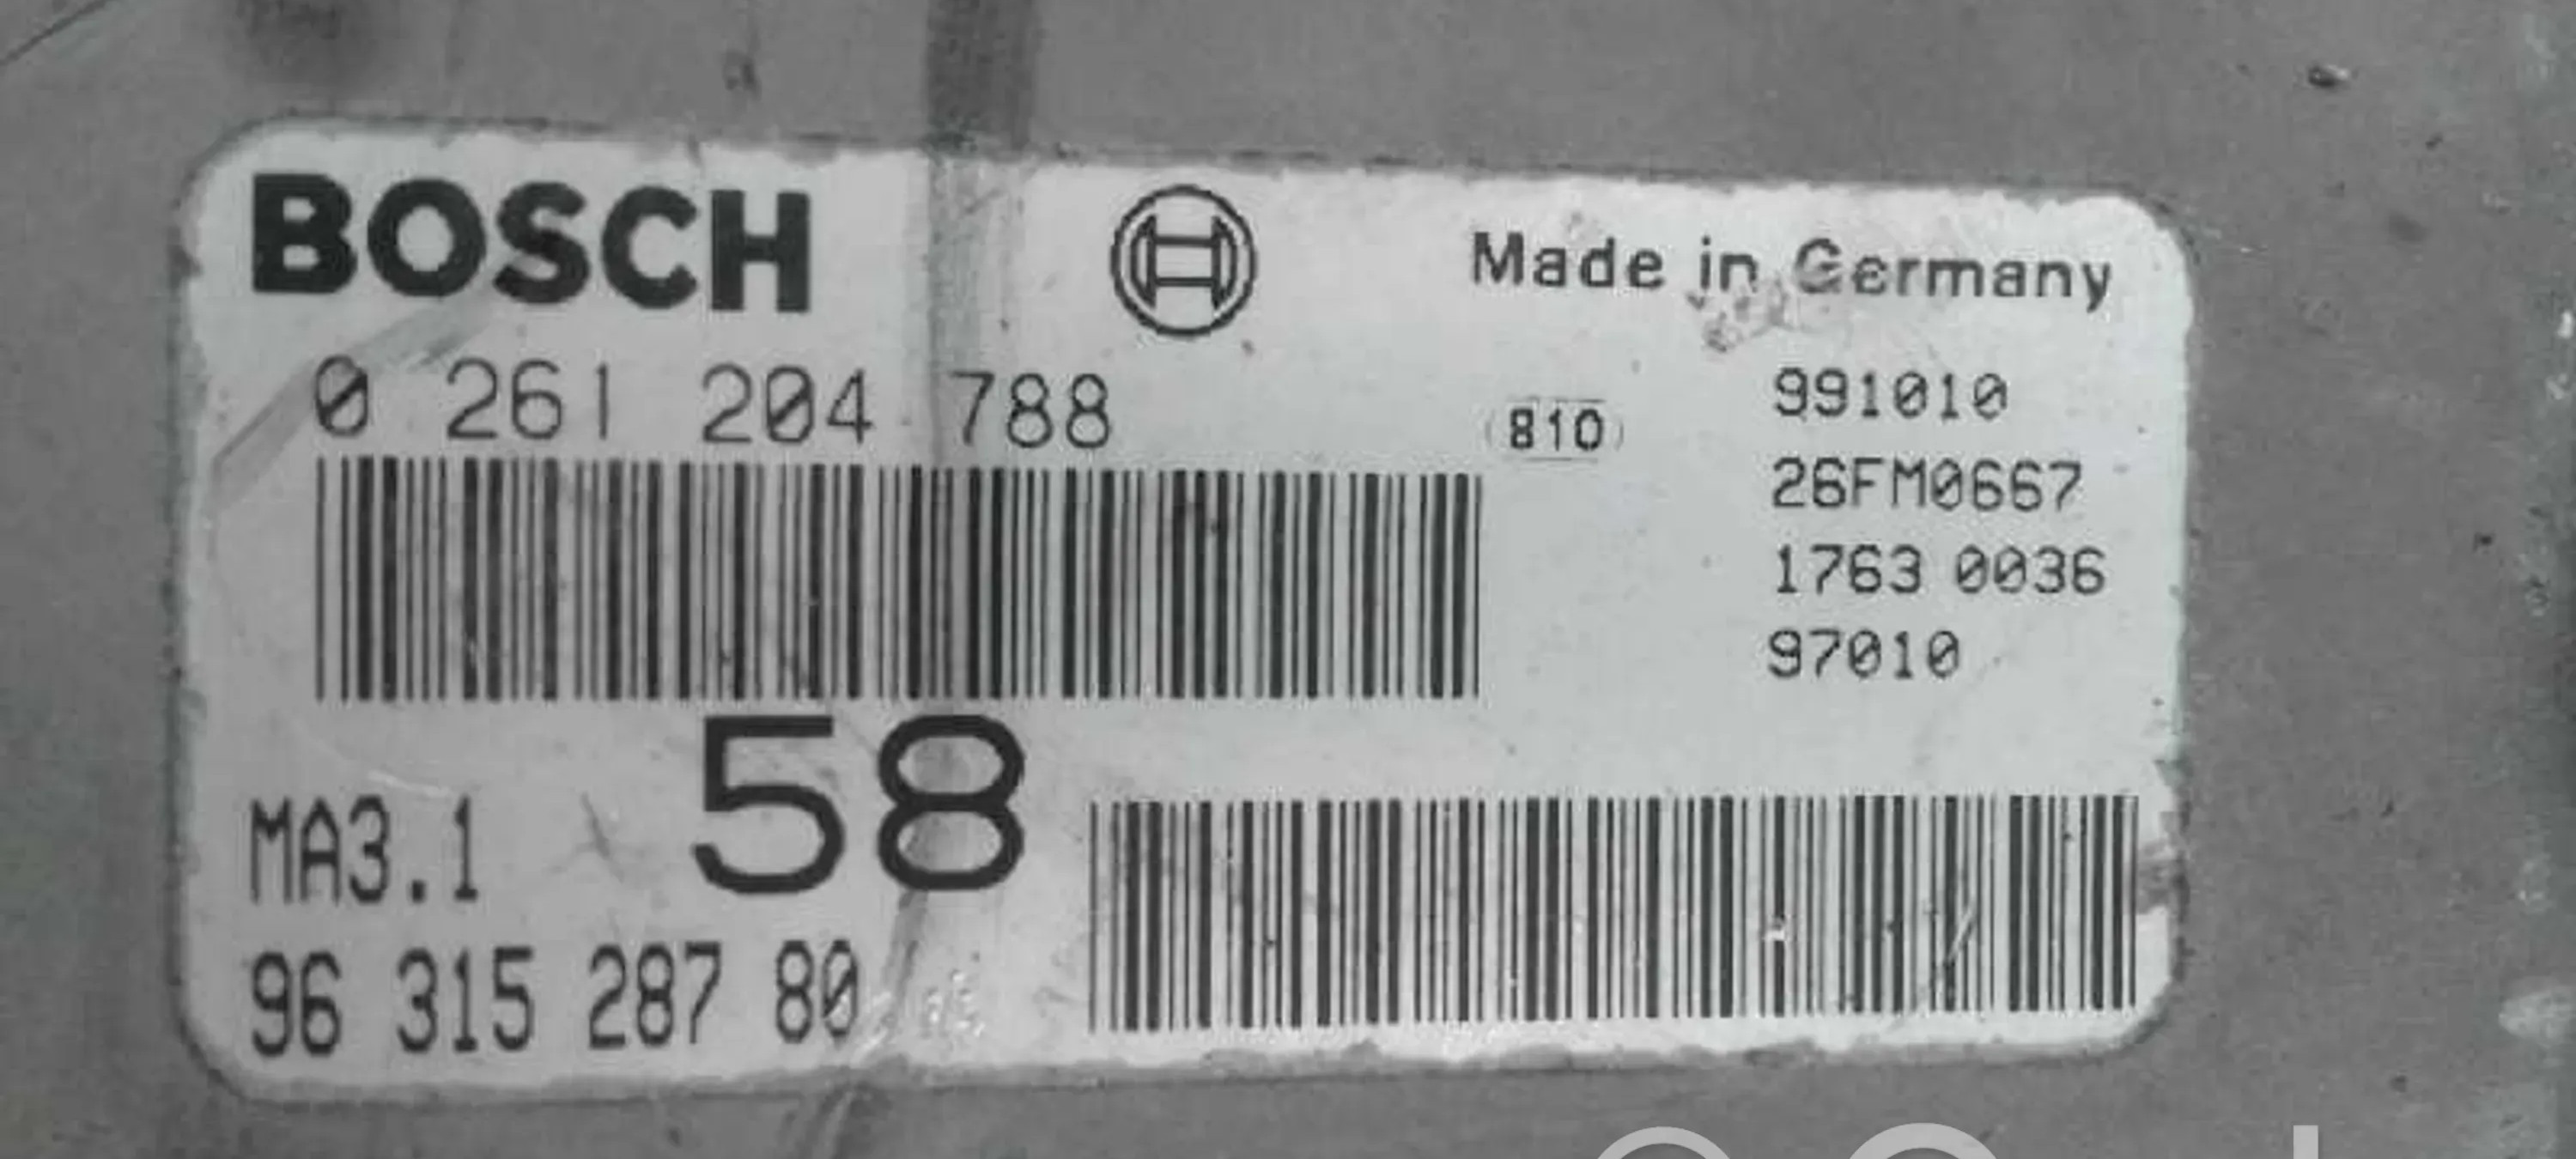 BOSCH
Made in Germany
0 261 204 788
810
991010
26FM0667
1763 0036
97010
58
MA3.1
96 315 287 80